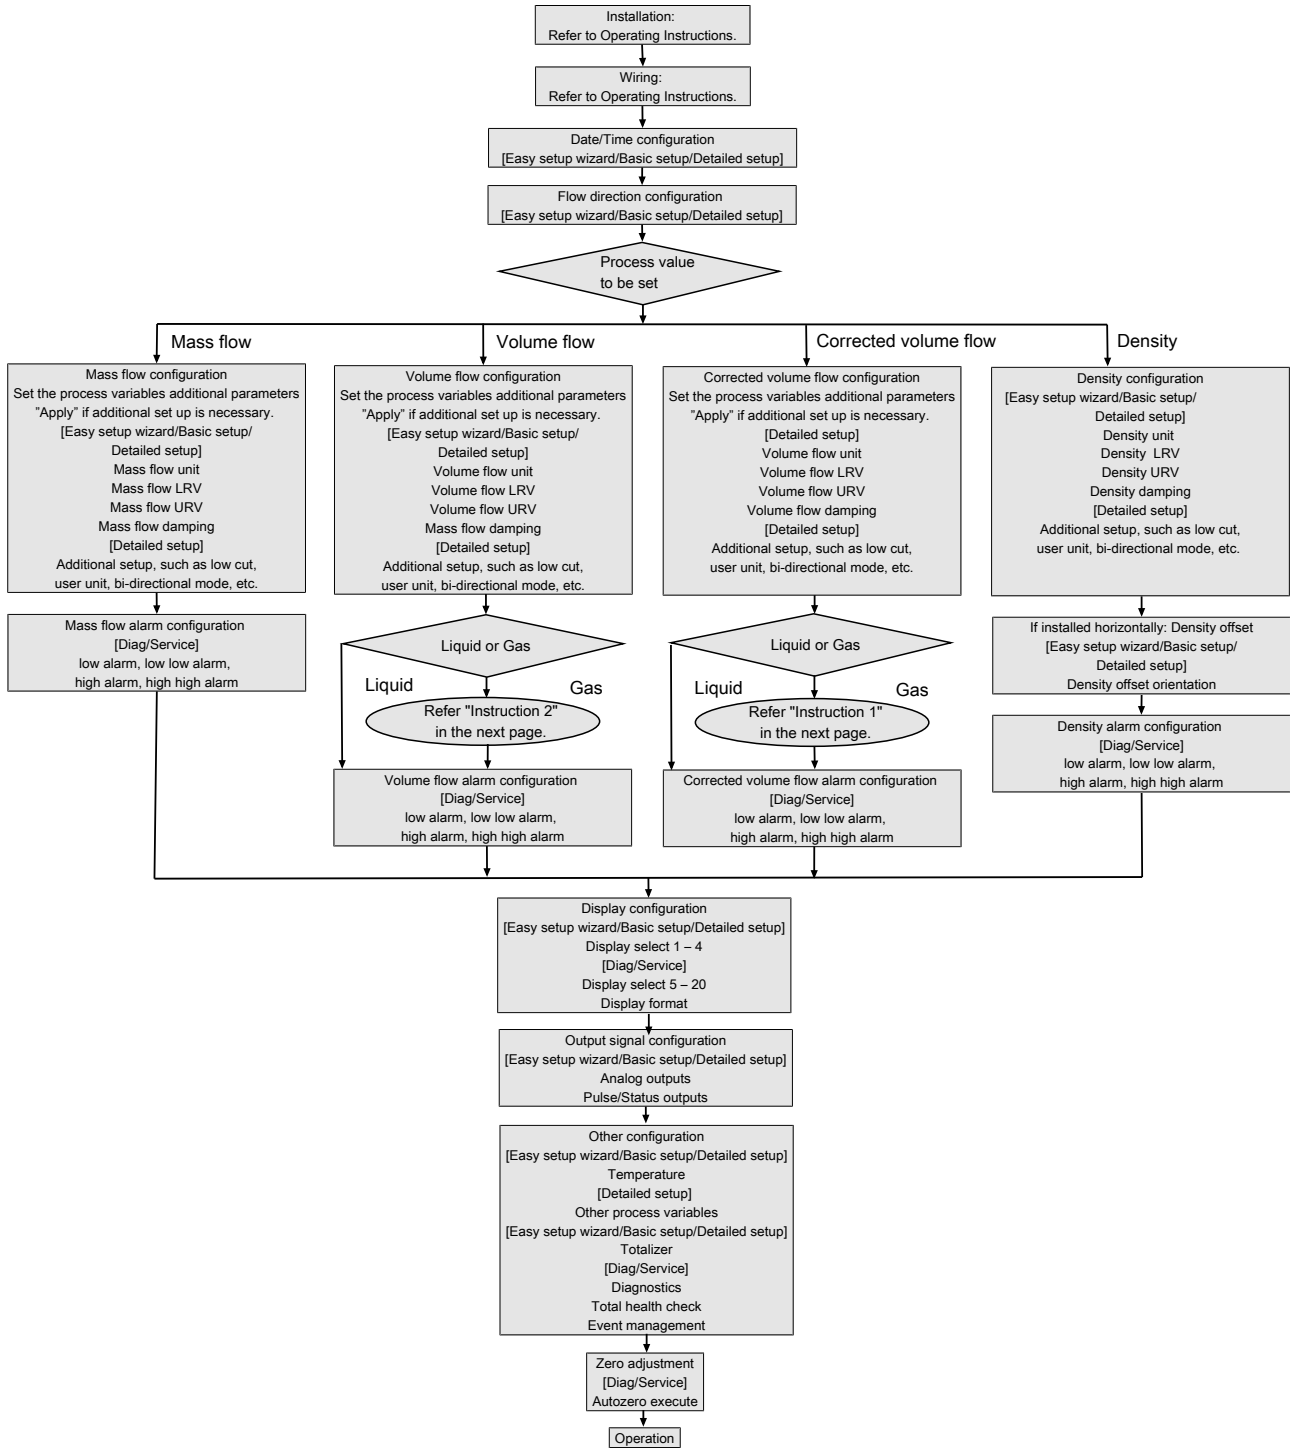 Installation:
Refer to Operating Instructions.
Wiring:
Refer to Operating Instructions.
Date/Time configuration
[Easy setup wizard/Basic setup/Detailed setup]
Flow direction configuration
[Easy setup wizard/Basic setup/Detailed setup]
Process value
to be set
Mass flow
Mass flow configuration
Set the process variables additional parameters
"Apply" if additional set up is necessary.
[Easy setup wizard/Basic setup/
Detailed setup]
Mass flow unit
Mass flow LRV
Mass flow URV
Mass flow damping
[Detailed setup]
Additional setup, such as low cut,
user unit, bi-directional mode, etc.
Mass flow alarm configuration
[Diag/Service]
low alarm, low low alarm,
high alarm, high high alarm
Volume flow
Volume flow configuration
Set the process variables additional parameters
"Apply" if additional set up is necessary.
[Easy setup wizard/Basic setup/
Detailed setup]
Volume flow unit
Volume flow LRV
Volume flow URV
Mass flow damping
[Detailed setup]
Additional setup, such as low cut,
user unit, bi-directional mode, etc.
Liquid or Gas
Liquid
Gas
Refer "Instruction 2"
in the next page.
Volume flow alarm configuration
[Diag/Service]
low alarm, low low alarm,
high alarm, high high alarm
Corrected volume flow
Corrected volume flow configuration
Set the process variables additional parameters
"Apply" if additional set up is necessary.
[Detailed setup]
Volume flow unit
Volume flow LRV
Volume flow URV
Volume flow damping
[Detailed setup]
Additional setup, such as low cut,
user unit, bi-directional mode, etc.
Liquid or Gas
Liquid
Gas
Refer "Instruction 1"
in the next page.
Corrected volume flow alarm configuration
[Diag/Service]
low alarm, low low alarm,
high alarm, high high alarm
Density
Density configuration
[Easy setup wizard/Basic setup/
Detailed setup]
Density unit
Density LRV
Density URV
Density damping
[Detailed setup]
Additional setup, such as low cut,
user unit, bi-directional mode, etc.
If installed horizontally: Density offset
[Easy setup wizard/Basic setup/
Detailed setup]
Density offset orientation
Density alarm configuration
[Diag/Service]
low alarm, low low alarm,
high alarm, high high alarm
Display configuration
[Easy setup wizard/Basic setup/Detailed setup]
Display select 1 – 4
[Diag/Service]
Display select 5 – 20
Display format
Output signal configuration
[Easy setup wizard/Basic setup/Detailed setup]
Analog outputs
Pulse/Status outputs
Other configuration
[Easy setup wizard/Basic setup/Detailed setup]
Temperature
[Detailed setup]
Other process variables
[Easy setup wizard/Basic setup/Detailed setup]
Totalizer
[Diag/Service]
Diagnostics
Total health check
Event management
Zero adjustment
[Diag/Service]
Autozero execute
Operation